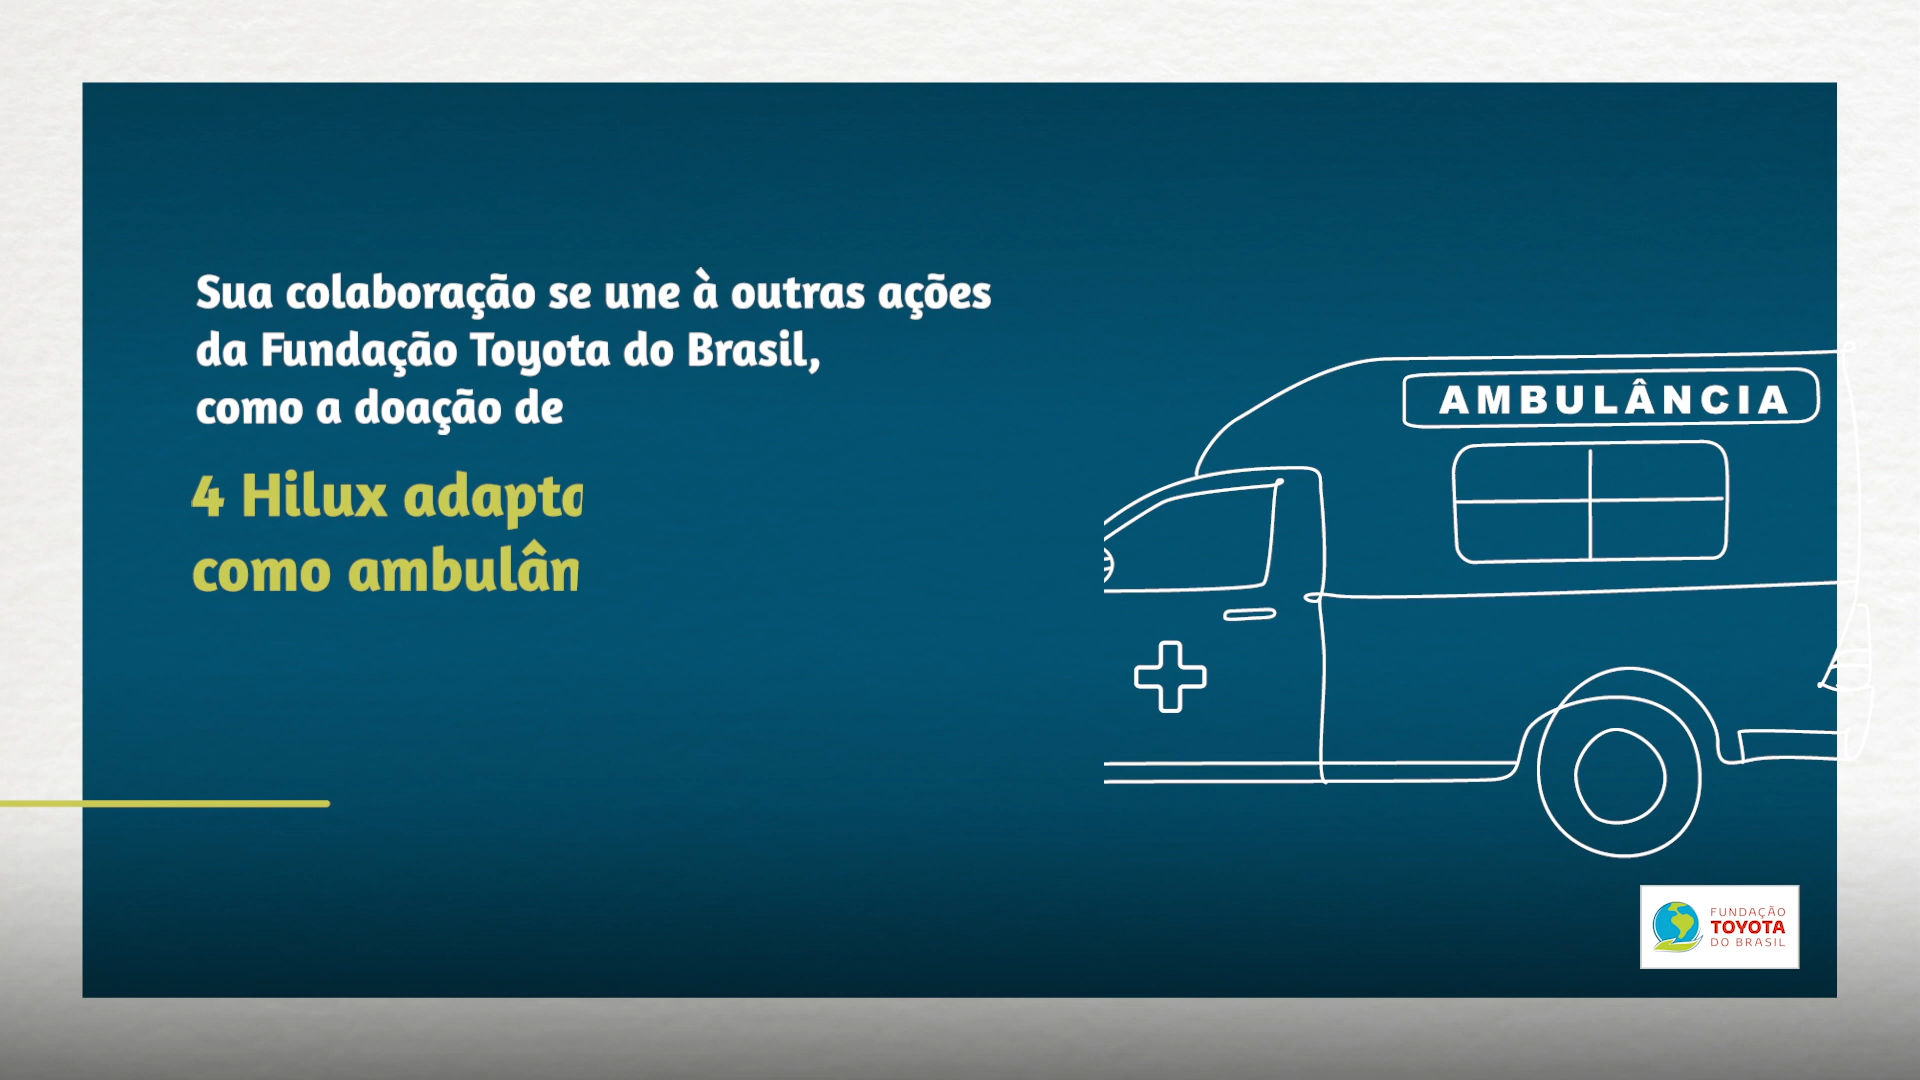 Sua colaboração se une à outras ações
da Fundação Toyota do Brasil,
como a doação de
4 Hilux
como
AMBULÂNCIA
FUNDAÇÃO
TOYOTA
DO BRASIL